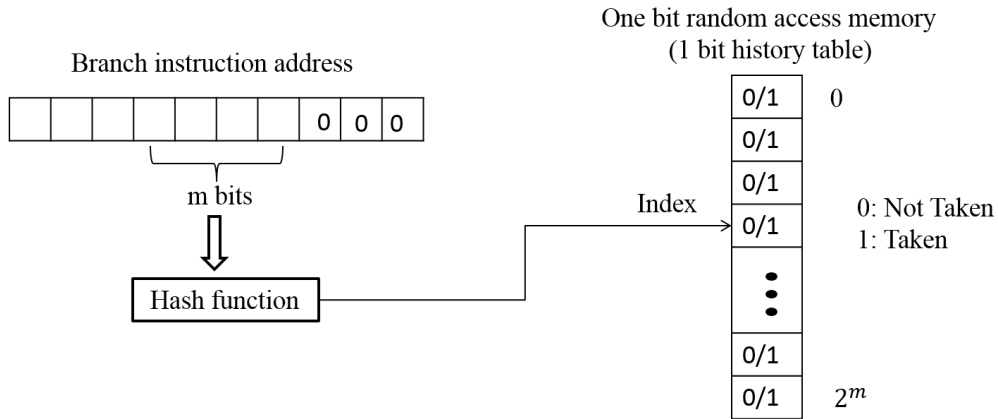 One bit random access memory
(1 bit history table)
Branch instruction address
0 0 0
m bits
Hash function
Index
0/1 0
0/1
0/1
0/1
0: Not Taken
1: Taken
0/1
0/1 2^m